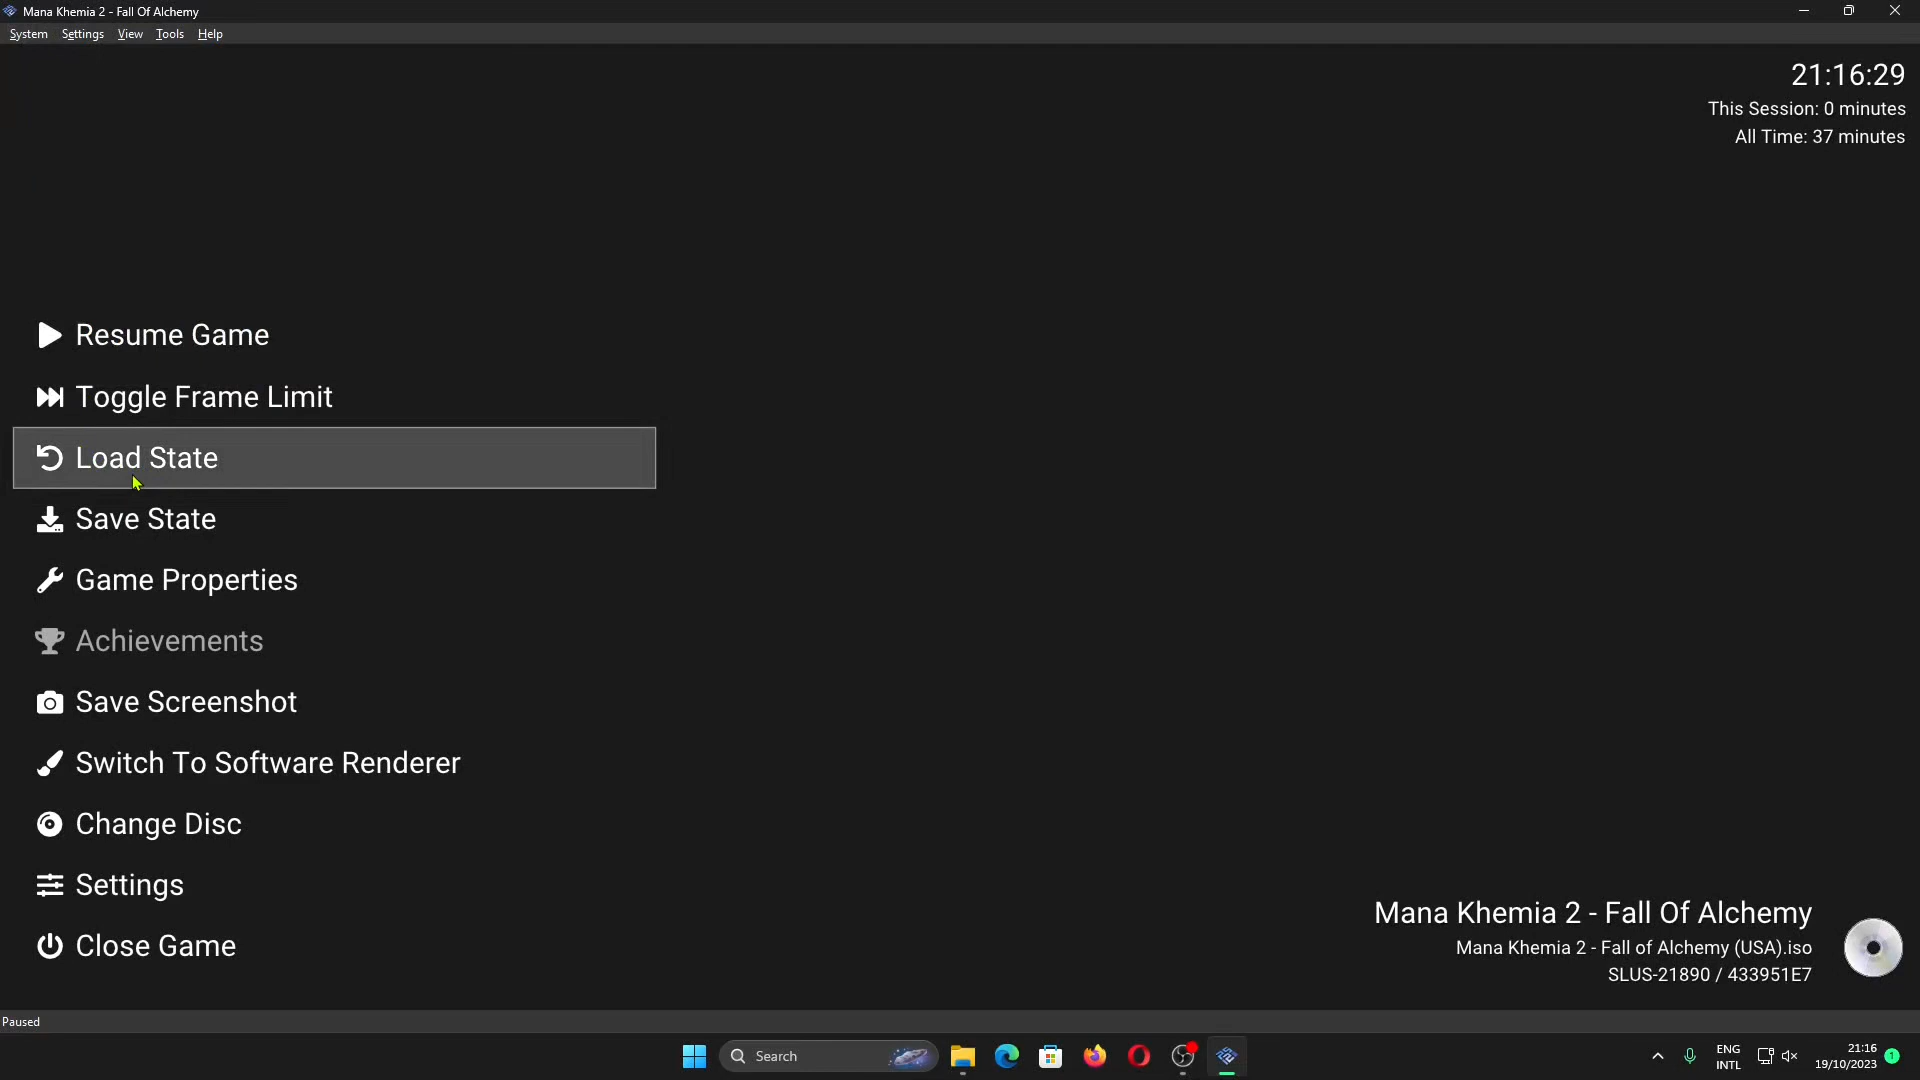 Mana Khemia 2 - Fall Of Alchemy
System Settings View Tools Help
21:16:29
This Session: 0 minutes
All Time: 37 minutes
Resume Game
Toggle Frame Limit
Load State
Save State
Game Properties
Achievements
Save Screenshot
Switch To Software Renderer
Change Disc
Settings
Close Game
Mana Khemia 2 - Fall Of Alchemy
Mana Khemia 2 - Fall of Alchemy (USA).iso
SLUS-21890 / 433951E7
Paused
Search
ENG
INTL
21:16
19/10/2023
1